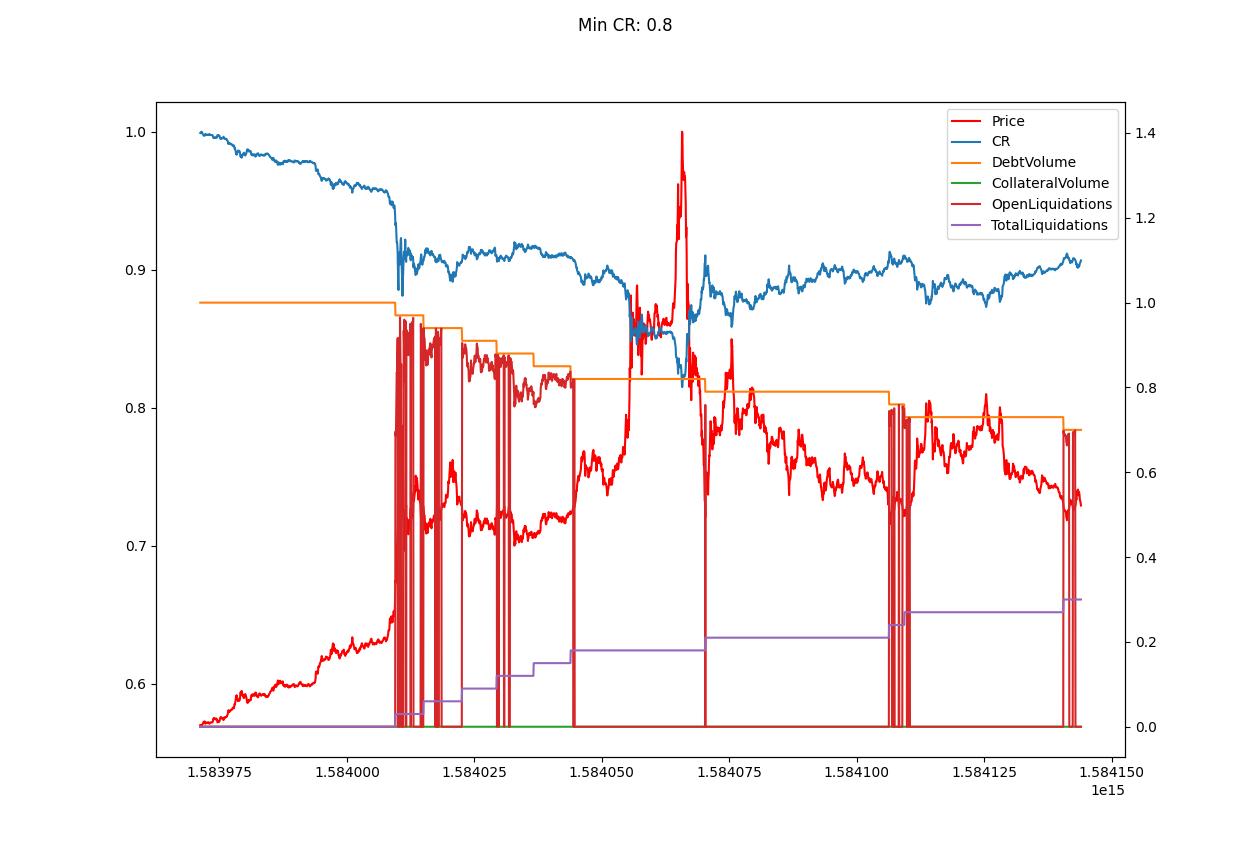 Min CR: 0.8
1.0
0.9
0.8
0.7
0.6
1.4
1.2
1.0
0.8
0.6
0.4
0.2
0.0
Price
CR
DebtVolume
CollateralVolume
OpenLiquidations
TotalLiquidations
1.583975 1.584000 1.584025 1.584050 1.584075 1.584100 1.584125 1.584150
1e15